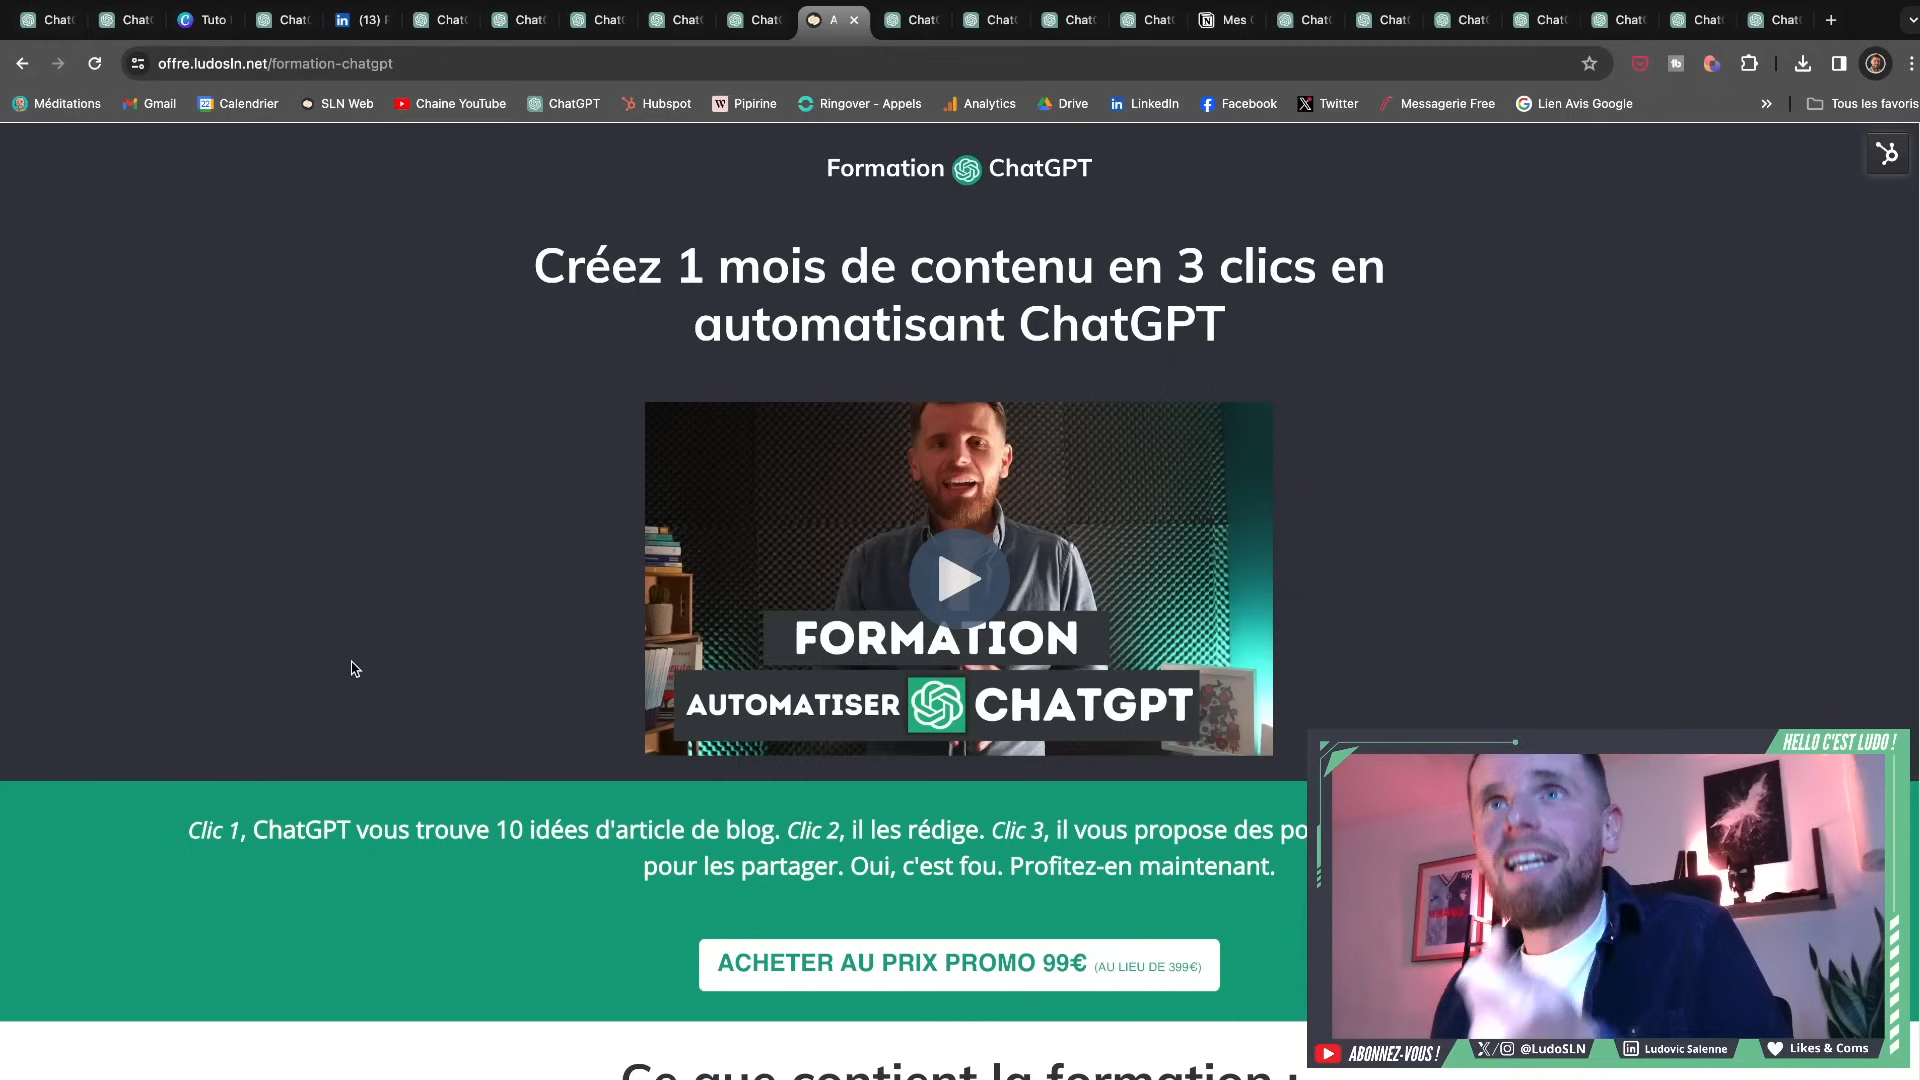 Chat
Chat
Tuto
Chat
(13)
Chat
Chat
Chat
Chat
Chat
A
Chat
Chat
Chat
Chat
Mes
Chat
Chat
Chat
Chat
Chat
Chat
Chat
offre.ludosln.net/formation-chatgpt
Méditations
Gmail
Calendrier
SLN Web
Chaine YouTube
ChatGPT
Hubspot
Pipirine
Ringover - Appels
Analytics
Drive
LinkedIn
Facebook
Twitter
Messagerie Free
Lien Avis Google
Tous les favoris
Formation ChatGPT
Créez 1 mois de contenu en 3 clics en
automatisant ChatGPT
FORMATION
AUTOMATISER CHATGPT
HELLO C'EST LUDO !
Clic 1, ChatGPT vous trouve 10 idées d'article de blog. Clic 2, il les rédige. Clic 3, il vous propose des po
pour les partager. Oui, c'est fou. Profitez-en maintenant.
ACHETER AU PRIX PROMO 99€ (AU LIEU DE 399€)
ABONNEZ-VOUS !
@LudoSLN
Ludovic Salenne
Likes & Coms
Ce que contient la formation :